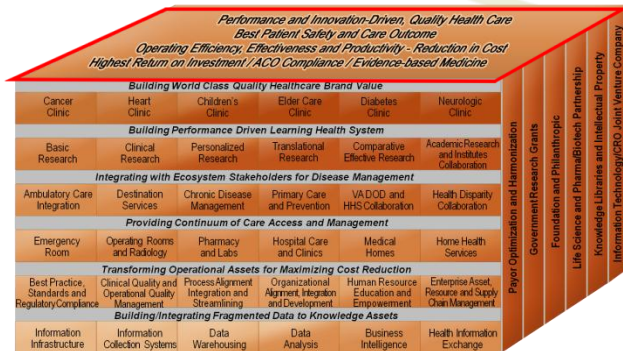 Performance and Innovation-Driven, Quality Health Care
Best Patient Safety and Care Outcome
Operating Efficiency, Effectiveness and Productivity - Reduction in Cost
Highest Return on Investment / ACO Compliance / Evidence-based Medicine
Building World Class Quality Healthcare Brand Value
Cancer Clinic
Heart Clinic
Children's Clinic
Elder Care Clinic
Diabetes Clinic
Neurologic Clinic
Building Performance Driven Learning Health System
Basic Research
Clinical Research
Personalized Research
Translational Research
Comparative Effective Research
Academic Research and Institutes Collaboration
Integrating with Ecosystem Stakeholders for Disease Management
Ambulatory Care Integration
Destination Services
Chronic Disease Management
Primary Care and Prevention
VA DOD and HHS Collaboration
Health Disparity Collaboration
Providing Continuum of Care Access and Management
Emergency Room
Operating Rooms and Radiology
Pharmacy and Labs
Hospital Care and Clinics
Medical Homes
Home Health Services
Transforming Operational Assets for Maximizing Cost Reduction
Best Practice, Standards and Regulatory Compliance
Clinical Quality and Operational Quality Management
Process Alignment Integration and Streamlining
Organizational Alignment, Integration and Development
Human Resource Education and Empowerment
Enterprise Asset, Resource and Supply Chain Management
Building/Integrating Fragmented Data to Knowledge Assets
Information Infrastructure
Information Collection Systems
Data Warehousing
Data Analysis
Business Intelligence
Health Information Exchange
Payor Optimization and Harmonization
Government Research Grants
Foundation and Philanthropic
Life Science and Pharma/Biotech Partnership
Knowledge Libraries and Intellectual Property
Information Technology/CRO Joint Venture Company